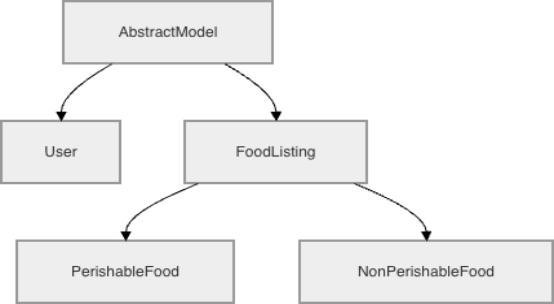 AbstractModel
User
FoodListing
PerishableFood
NonPerishableFood